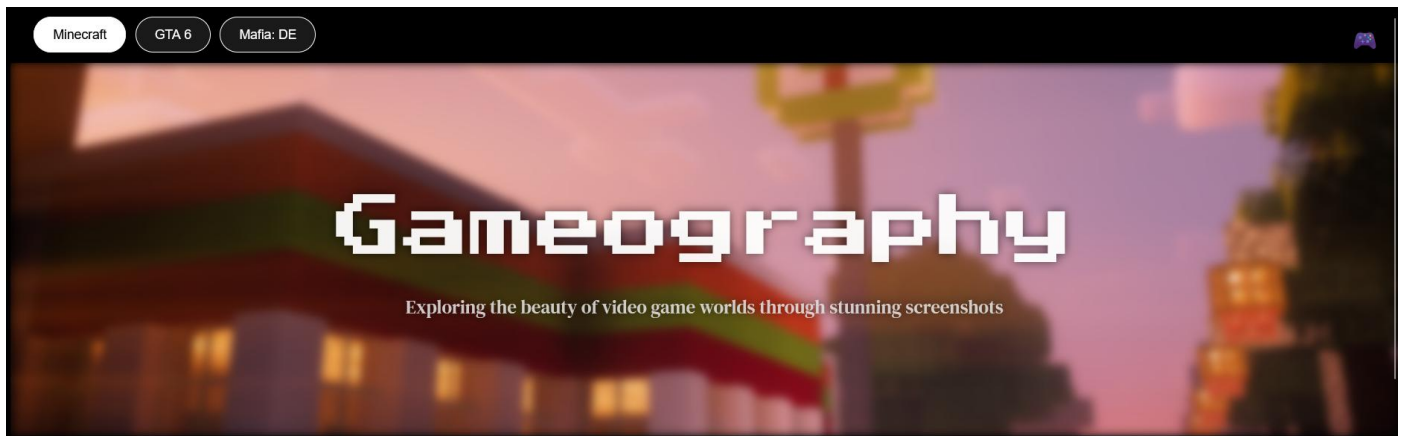 Minecraft
GTA 6
Mafia: DE
Gameography
Exploring the beauty of video game worlds through stunning screenshots